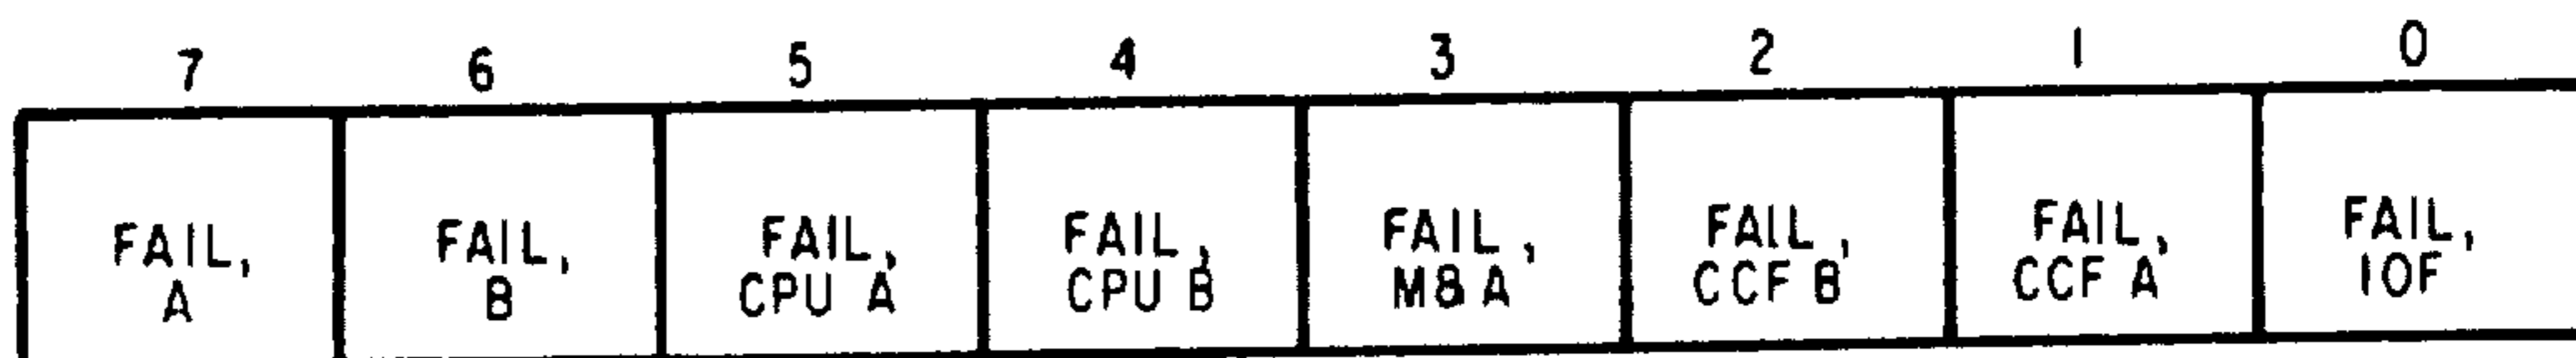 7 6 5 4 3 2 1 0
FAIL, FAIL, FAIL, FAIL, FAIL, FAIL, FAIL, FAIL,
A B CPU A CPU B M&A CCF B CCF A IOF